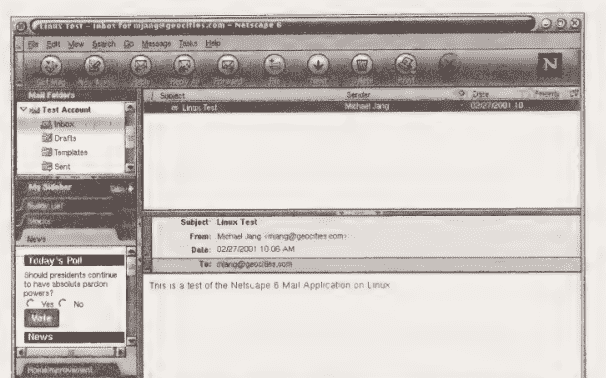 Linux Test – Inbox for mjang@geocities.com – Netscape 6
File Edit View Search Go Message Tasks Help
N
Mail Folders
Subject Sender Date Priority
Test Account
Linux Test Michael Jang 02/27/2001 10
Inbox
Drafts
Templates
Sent
My Sidebar
Stocks
News
Subject: Linux Test
From: Michael Jang <mjang@geocities.com>
Date: 02/27/2001 10:06 AM
To: mjang@geocities.com
Today's Poll
Should presidents continue
to have absolute pardon
powers?
Yes No
Vote
News
This is a test of the Netscape 6 Mail Application on Linux